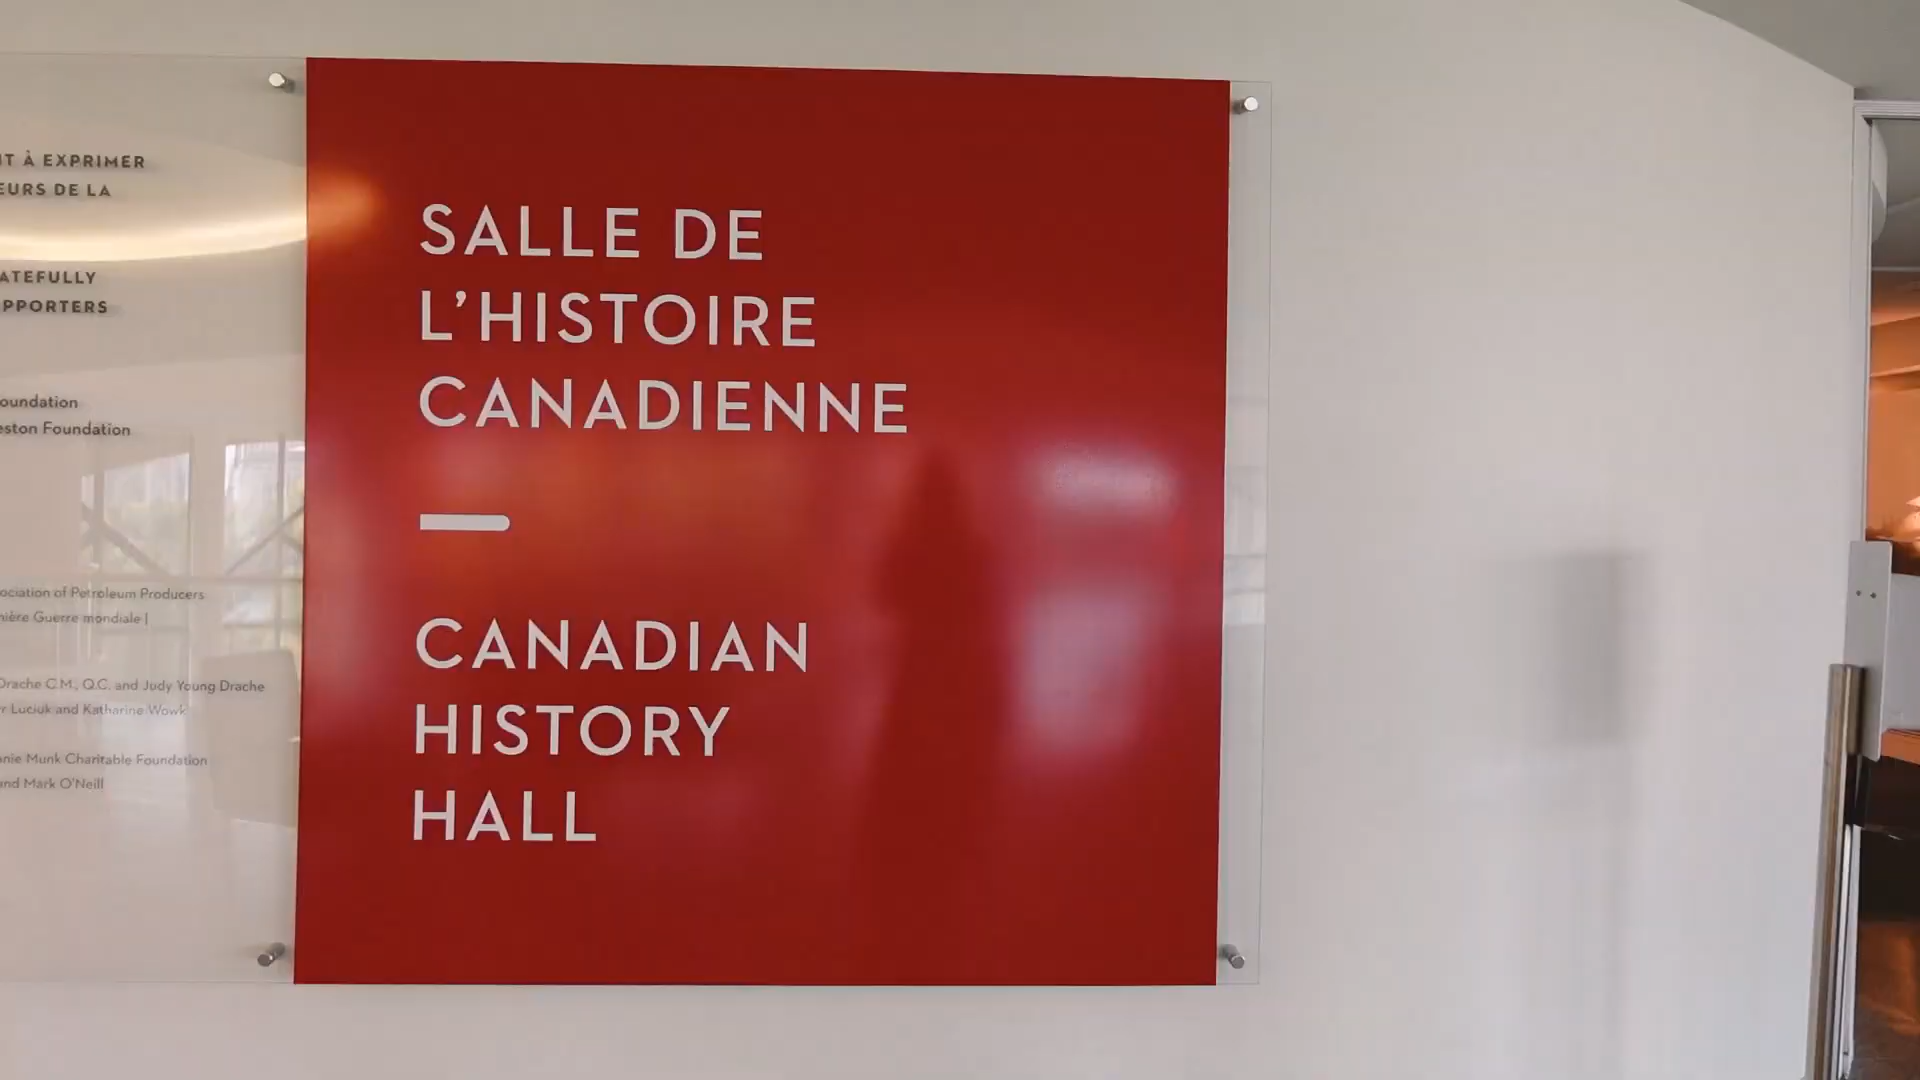 T À EXPRIMER
EURS DE LA
ATEFULLY
PPORTERS
oundation
eston Foundation
ociation of Petroleum Producers
nière Guerre mondiale |
Drache C.M., Q.C. and Judy Young Drache
r Luciuk and Katharine Wowk
anie Munk Charitable Foundation
and Mark O'Neill
SALLE DE
L'HISTOIRE
CANADIENNE
CANADIAN
HISTORY
HALL